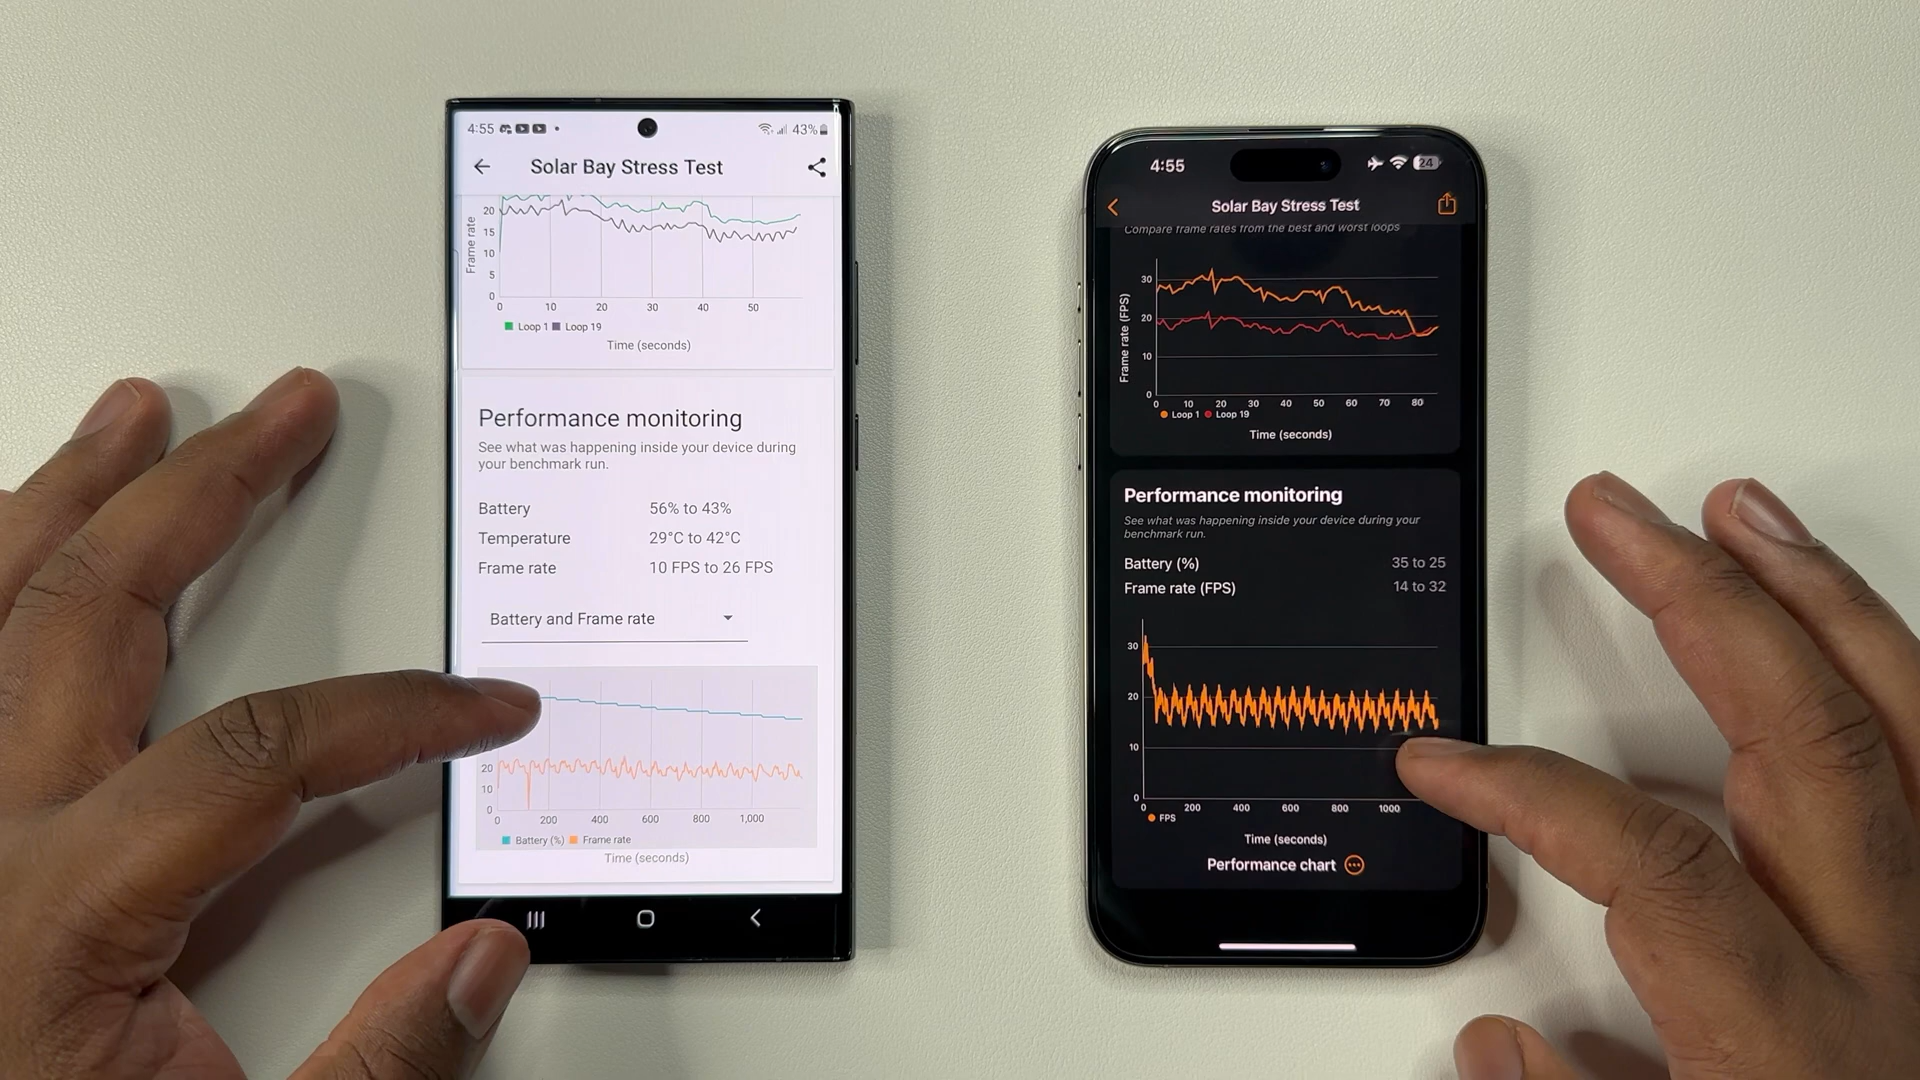 4:55
43%
Solar Bay Stress Test
Frame rate
20
15
10
5
0
0 10 20 30 40 50
Loop 1 Loop 19
Time (seconds)
Performance monitoring
See what was happening inside your device during
your benchmark run.
Battery 56% to 43%
Temperature 29°C to 42°C
Frame rate 10 FPS to 26 FPS
Battery and Frame rate
20
10
0
0 200 400 600 800 1,000
Battery (%) Frame rate
Time (seconds)
4:55
24
Solar Bay Stress Test
Compare frame rates from the best and worst loops
Frame rate (FPS)
30
20
10
0
0 10 20 30 40 50 60 70 80
Loop 1 Loop 19
Time (seconds)
Performance monitoring
See what was happening inside your device during your
benchmark run.
Battery (%) 35 to 25
Frame rate (FPS) 14 to 32
30
20
10
0
0 200 400 600 800 1000
FPS
Time (seconds)
Performance chart